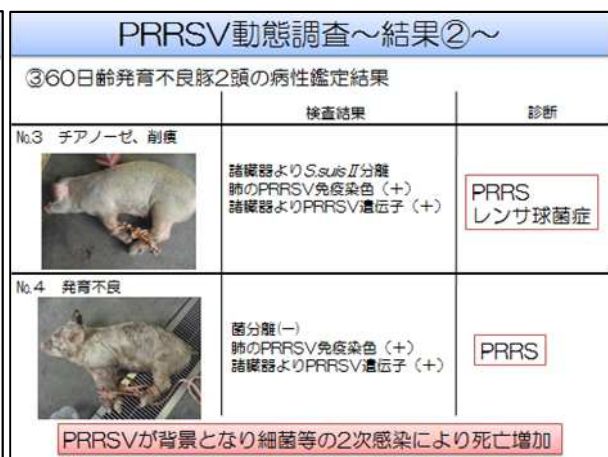 PRRSV動態調査～結果②～
③60日齢発育不良豚2頭の病性鑑定結果
検査結果
診断
№3　チアノーゼ、削痩
諸臓器よりS.suisⅡ分離
肺のPRRSV免疫染色（＋）
諸臓器よりPRRSV遺伝子（＋）
PRRS
レンサ球菌症
№4　発育不良
菌分離(－)
肺のPRRSV免疫染色（＋）
諸臓器よりPRRSV遺伝子（＋）
PRRS
PRRSVが背景となり細菌等の2次感染により死亡増加